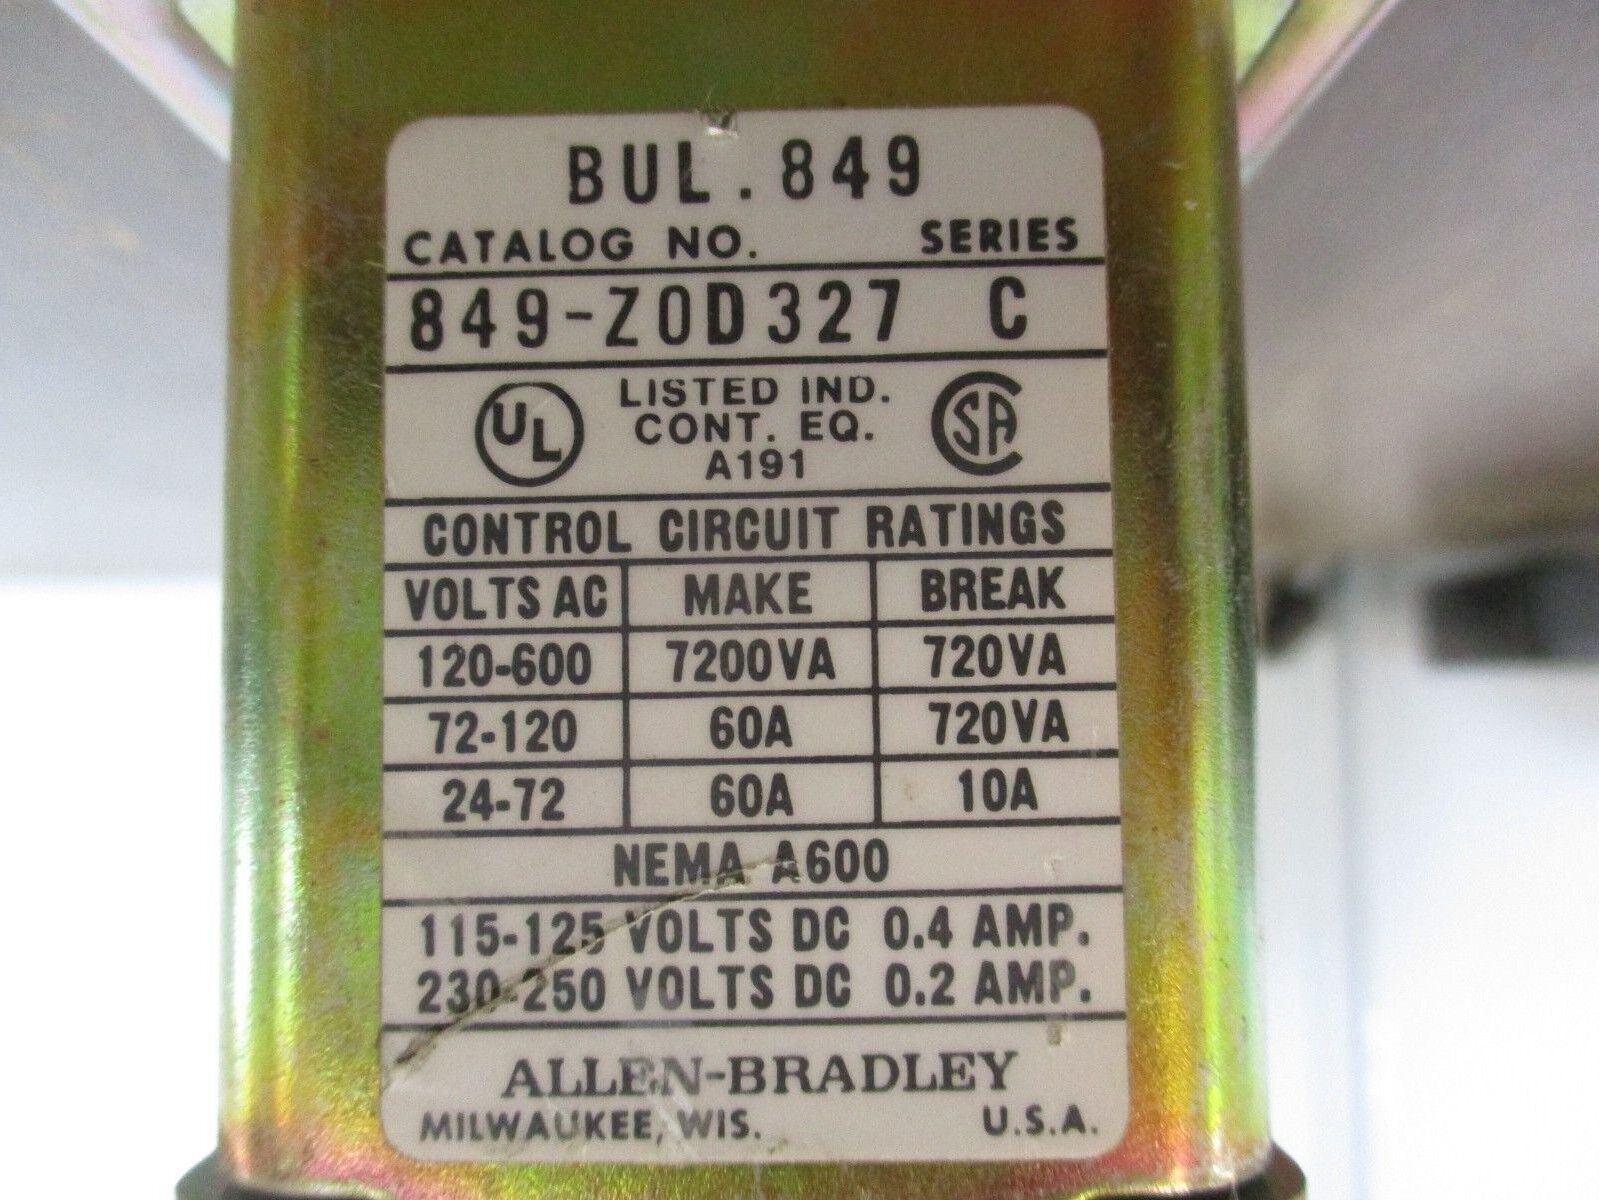 BUL. 849
CATALOG NO. SERIES
849-Z0D327 C
UL LISTED IND. CONT. EQ. A191 CSA
CONTROL CIRCUIT RATINGS
VOLTS AC MAKE BREAK
120-600 7200VA 720VA
72-120 60A 720VA
24-72 60A 10A
NEMA A600
115-125 VOLTS DC 0.4 AMP.
230-250 VOLTS DC 0.2 AMP.
ALLEN-BRADLEY
MILWAUKEE, WIS. U.S.A.